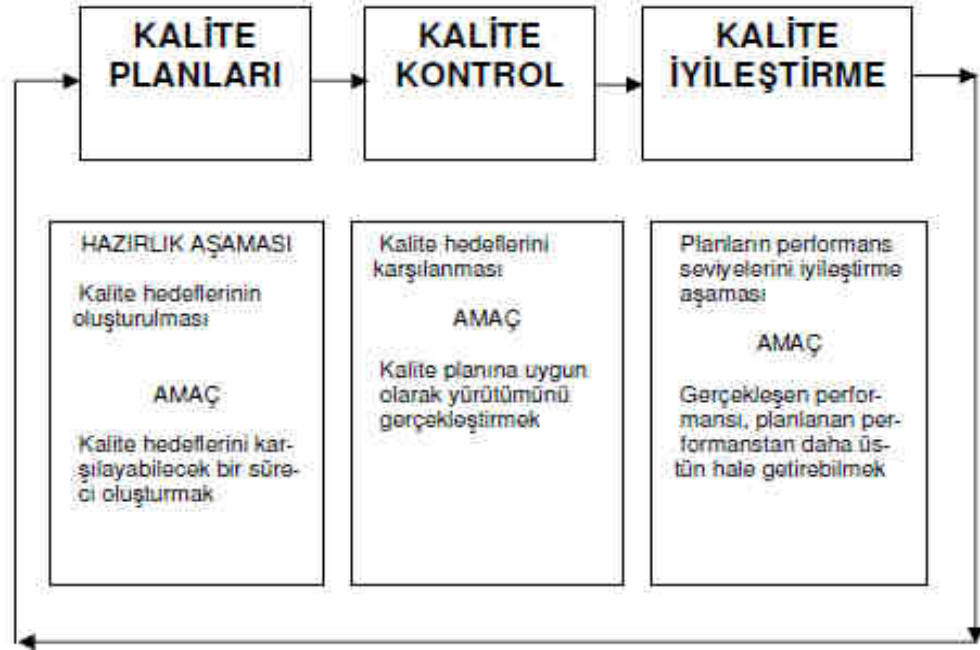 KALİTE
PLANLARI
KALİTE
KONTROL
KALİTE
İYİLEŞTİRME
HAZIRLIK AŞAMASI
Kalite hedeflerinin
oluşturulması
AMAÇ
Kalite hedeflerini kar-
şılayabilecek bir süre-
ci oluşturmak
Kalite hedeflerini
karşılanması
AMAÇ
Kalite planına uygun
olarak yürütümünü
gerçekleştirmek
Planların performans
seviyelerini iyileştirme
aşaması
AMAÇ
Gerçekleşen perfor-
mansı, planlanan per-
formanstan daha üs-
tün hale getirebilmek